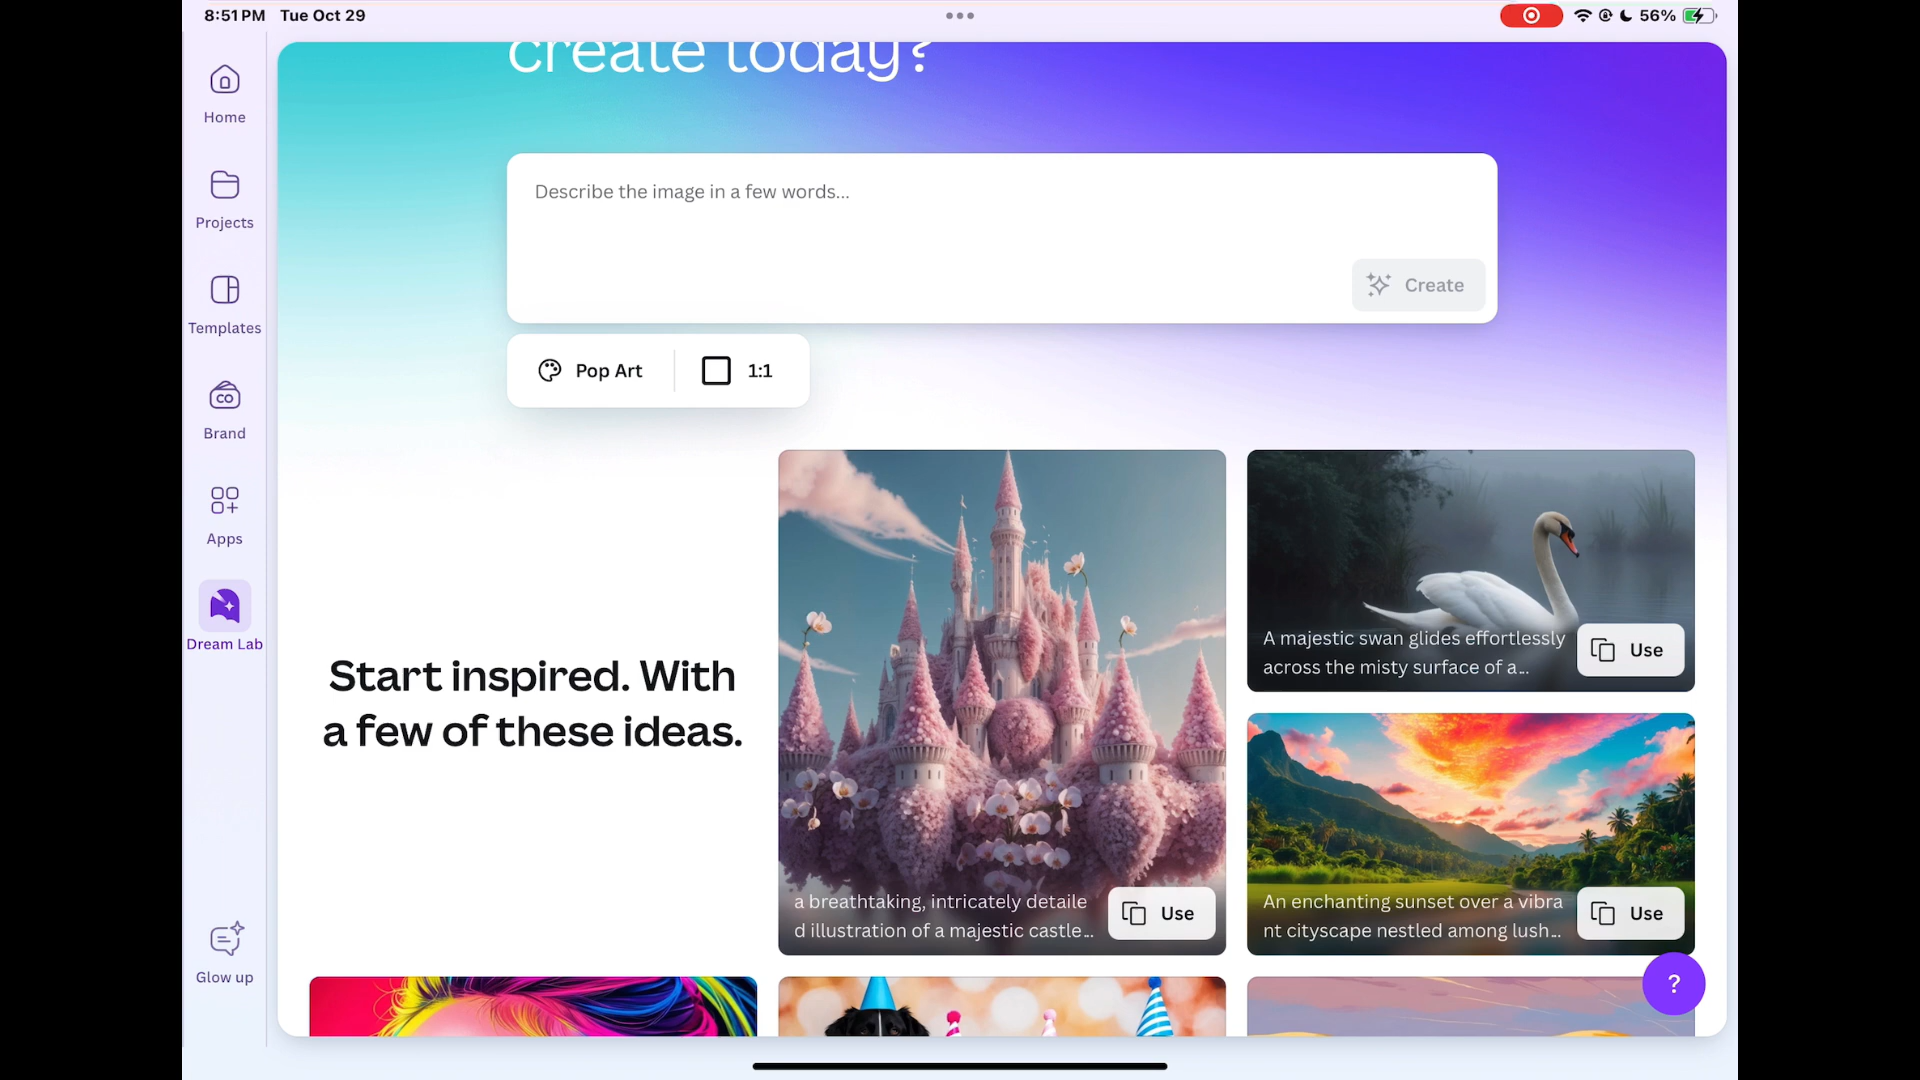 8:51 PM Tue Oct 29
56%
create today?
Home
Projects
Templates
CO
Brand
Apps
Dream Lab
Glow up
Describe the image in a few words...
Create
Pop Art
1:1
Start inspired. With
a few of these ideas.
a breathtaking, intricately detaile
d illustration of a majestic castle...
Use
A majestic swan glides effortlessly
across the misty surface of a...
Use
An enchanting sunset over a vibra
nt cityscape nestled among lush...
Use
?